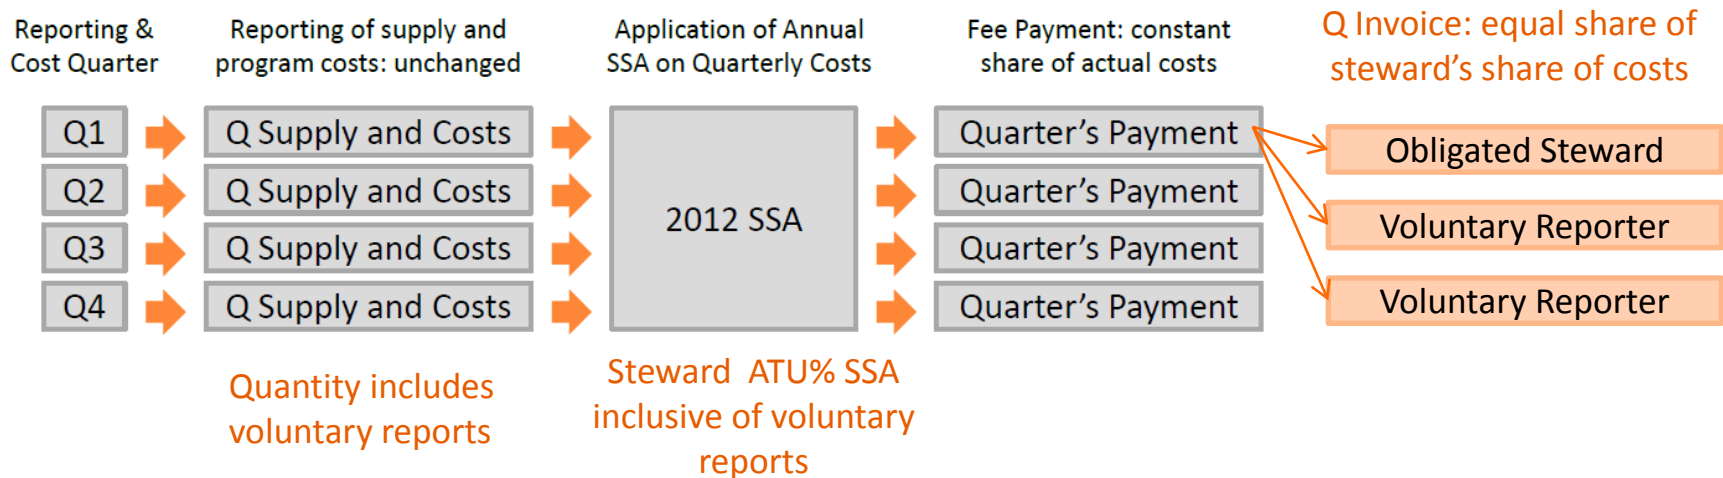 Reporting &
Cost Quarter
Reporting of supply and
program costs: unchanged
Application of Annual
SSA on Quarterly Costs
Fee Payment: constant
share of actual costs
Q Invoice: equal share of
steward’s share of costs
Q1
Q Supply and Costs
Q2
Q Supply and Costs
Q3
Q Supply and Costs
Q4
Q Supply and Costs
2012 SSA
Quarter’s Payment
Quarter’s Payment
Quarter’s Payment
Quarter’s Payment
Obligated Steward
Voluntary Reporter
Voluntary Reporter
Quantity includes
voluntary reports
Steward ATU% SSA
inclusive of voluntary
reports